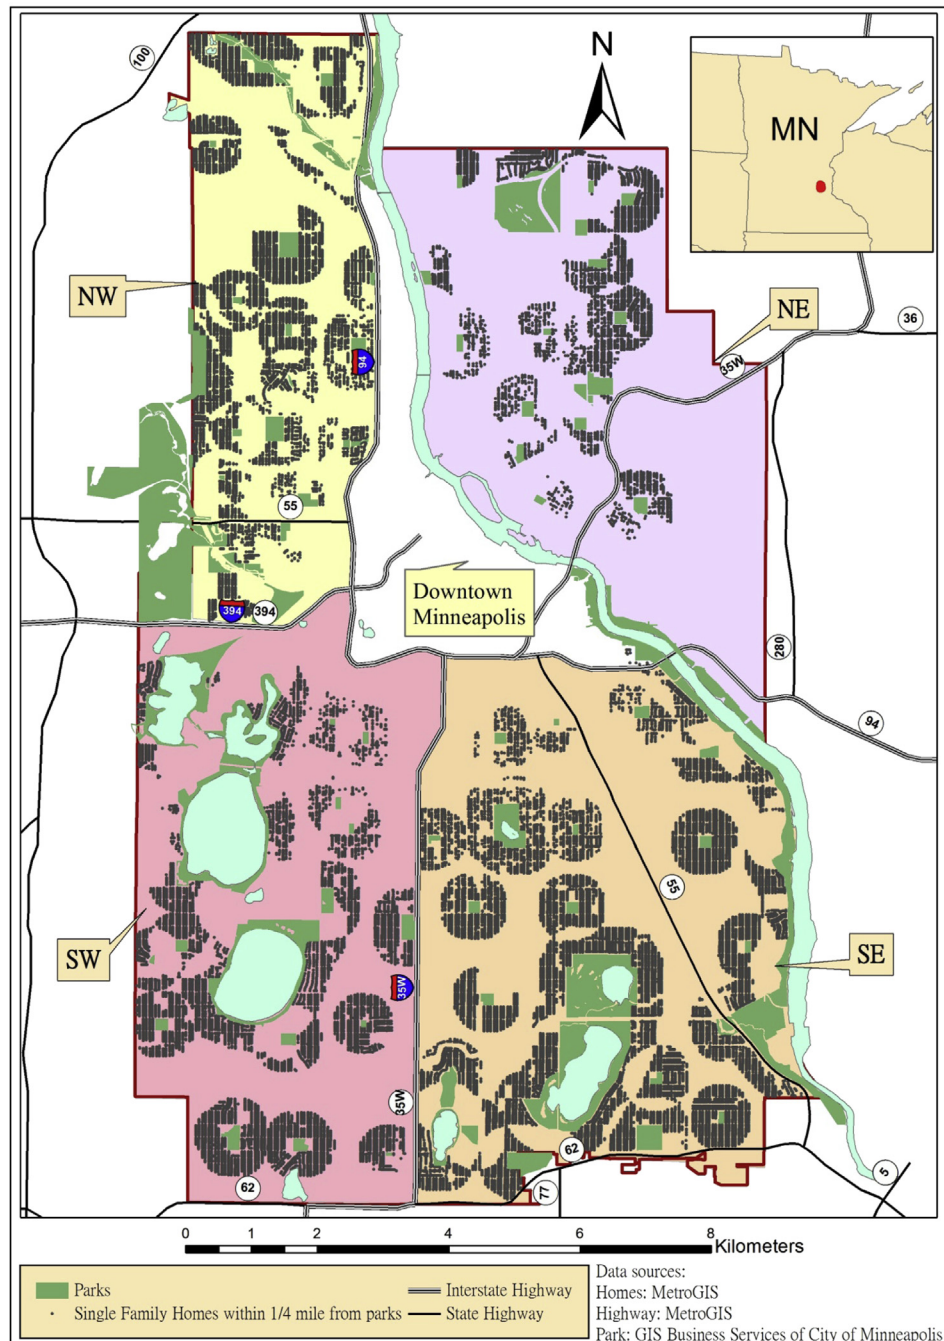 100
N
MN
NW
NE
36
35W
94
55
Downtown
Minneapolis
394
394
280
94
55
SW
SE
35W
35W
62
62
77
5
0 1 2 4 6 8
Kilometers
Parks
Single Family Homes within 1/4 mile from parks
Interstate Highway
State Highway
Data sources:
Homes: MetroGIS
Highway: MetroGIS
Park: GIS Business Services of City of Minneapolis